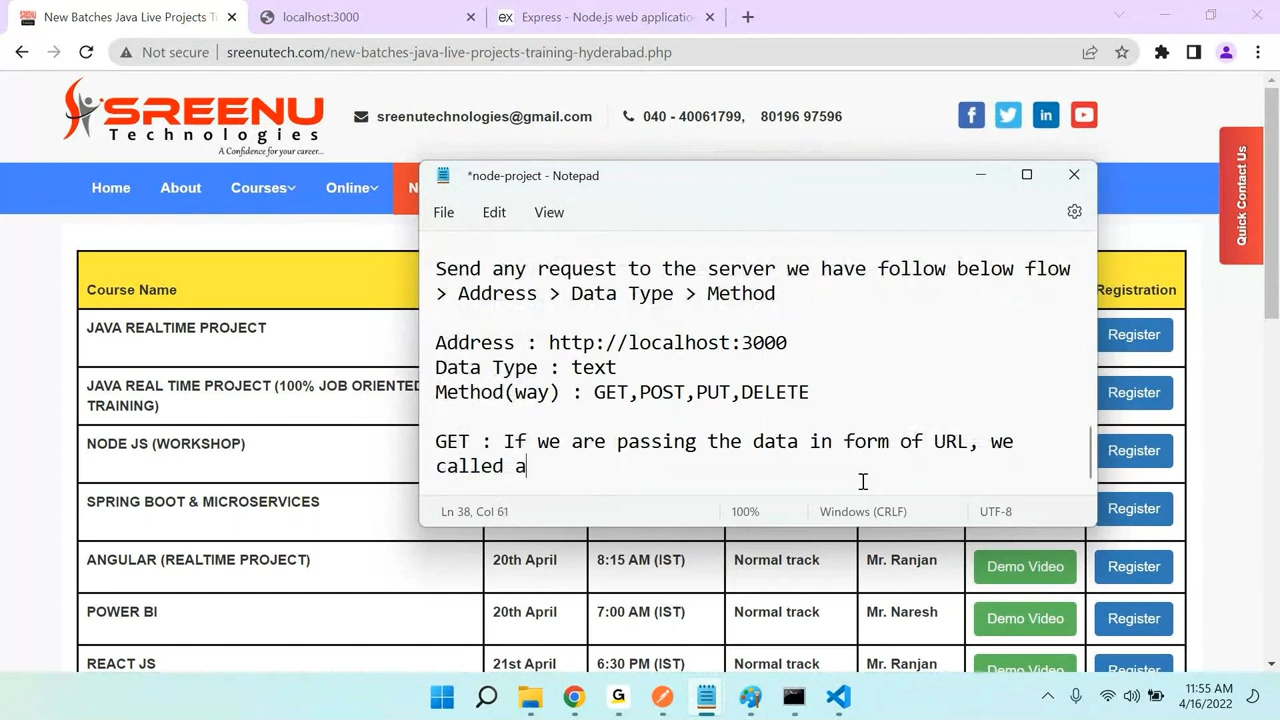 New Batches Java Live Projects T
localhost:3000
Express - Node.js web application
Not secure
sreenutech.com/new-batches-java-live-projects-training-hyderabad.php
SREENU
Technologies
A Confidence for your career...
sreenutechnologies@gmail.com
040 - 40061799, 80196 97596
Quick Contact Us
Home
About
Courses
Online
N
*node-project - Notepad
File
Edit
View
Send any request to the server we have follow below flow
> Address > Data Type > Method
Address : http://localhost:3000
Data Type : text
Method(way) : GET,POST,PUT,DELETE
GET : If we are passing the data in form of URL, we
called a
Ln 38, Col 61
100%
Windows (CRLF)
UTF-8
Course Name
Registration
JAVA REALTIME PROJECT
Register
JAVA REAL TIME PROJECT (100% JOB ORIENTED
TRAINING)
Register
NODE JS (WORKSHOP)
Register
SPRING BOOT & MICROSERVICES
Register
ANGULAR (REALTIME PROJECT)
20th April
8:15 AM (IST)
Normal track
Mr. Ranjan
Demo Video
Register
POWER BI
20th April
7:00 AM (IST)
Normal track
Mr. Naresh
Demo Video
Register
REACT JS
21st April
6:30 PM (IST)
Normal track
Mr. Ranjan
Demo Video
Register
11:55 AM
4/16/2022